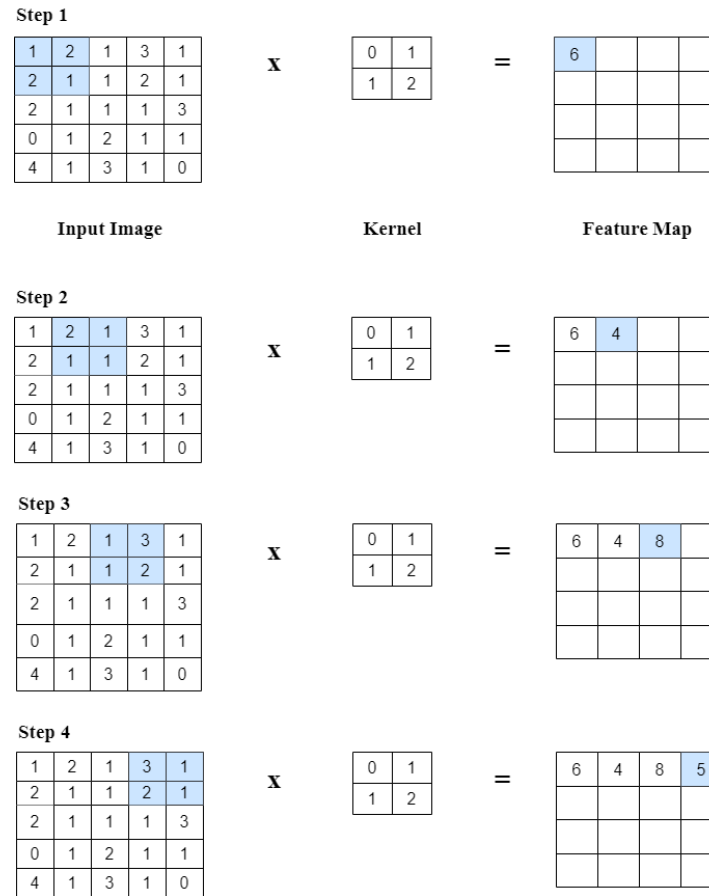 Step 1
1 2 1 3 1
2 1 1 2 1
2 1 1 1 3
0 1 2 1 1
4 1 3 1 0
x
0 1
1 2
=
6
Input Image
Kernel
Feature Map
Step 2
1 2 1 3 1
2 1 1 2 1
2 1 1 1 3
0 1 2 1 1
4 1 3 1 0
x
0 1
1 2
=
6 4
Step 3
1 2 1 3 1
2 1 1 2 1
2 1 1 1 3
0 1 2 1 1
4 1 3 1 0
x
0 1
1 2
=
6 4 8
Step 4
1 2 1 3 1
2 1 1 2 1
2 1 1 1 3
0 1 2 1 1
4 1 3 1 0
x
0 1
1 2
=
6 4 8 5